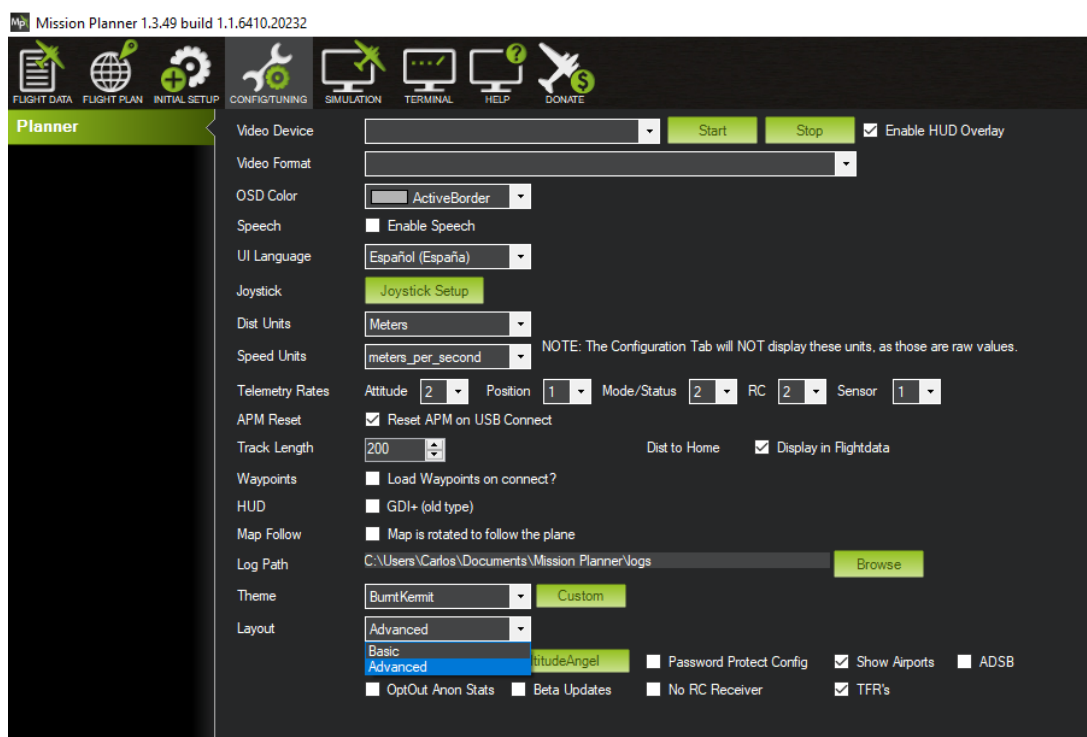 Mp Mission Planner 1.3.49 build 1.1.6410.20232
FLIGHT DATA FLIGHT PLAN INITIAL SETUP CONFIG/TUNING SIMULATION TERMINAL HELP DONATE
Planner
Video Device Start Stop Enable HUD Overlay
Video Format
OSD Color ActiveBorder
Speech Enable Speech
UI Language Español (España)
Joystick Joystick Setup
Dist Units Meters
NOTE: The Configuration Tab will NOT display these units, as those are raw values.
Speed Units meters_per_second
Telemetry Rates Attitude 2 Position 1 Mode/Status 2 RC 2 Sensor 1
APM Reset Reset APM on USB Connect
Track Length 200 Dist to Home Display in Flightdata
Waypoints Load Waypoints on connect?
HUD GDI+ (old type)
Map Follow Map is rotated to follow the plane
Log Path C:\Users\Carlos\Documents\Mission Planner\logs Browse
Theme BurntKermit Custom
Layout Advanced
Basic
Advanced titudeAngel Password Protect Config Show Airports ADSB
OptOut Anon Stats Beta Updates No RC Receiver TFR's